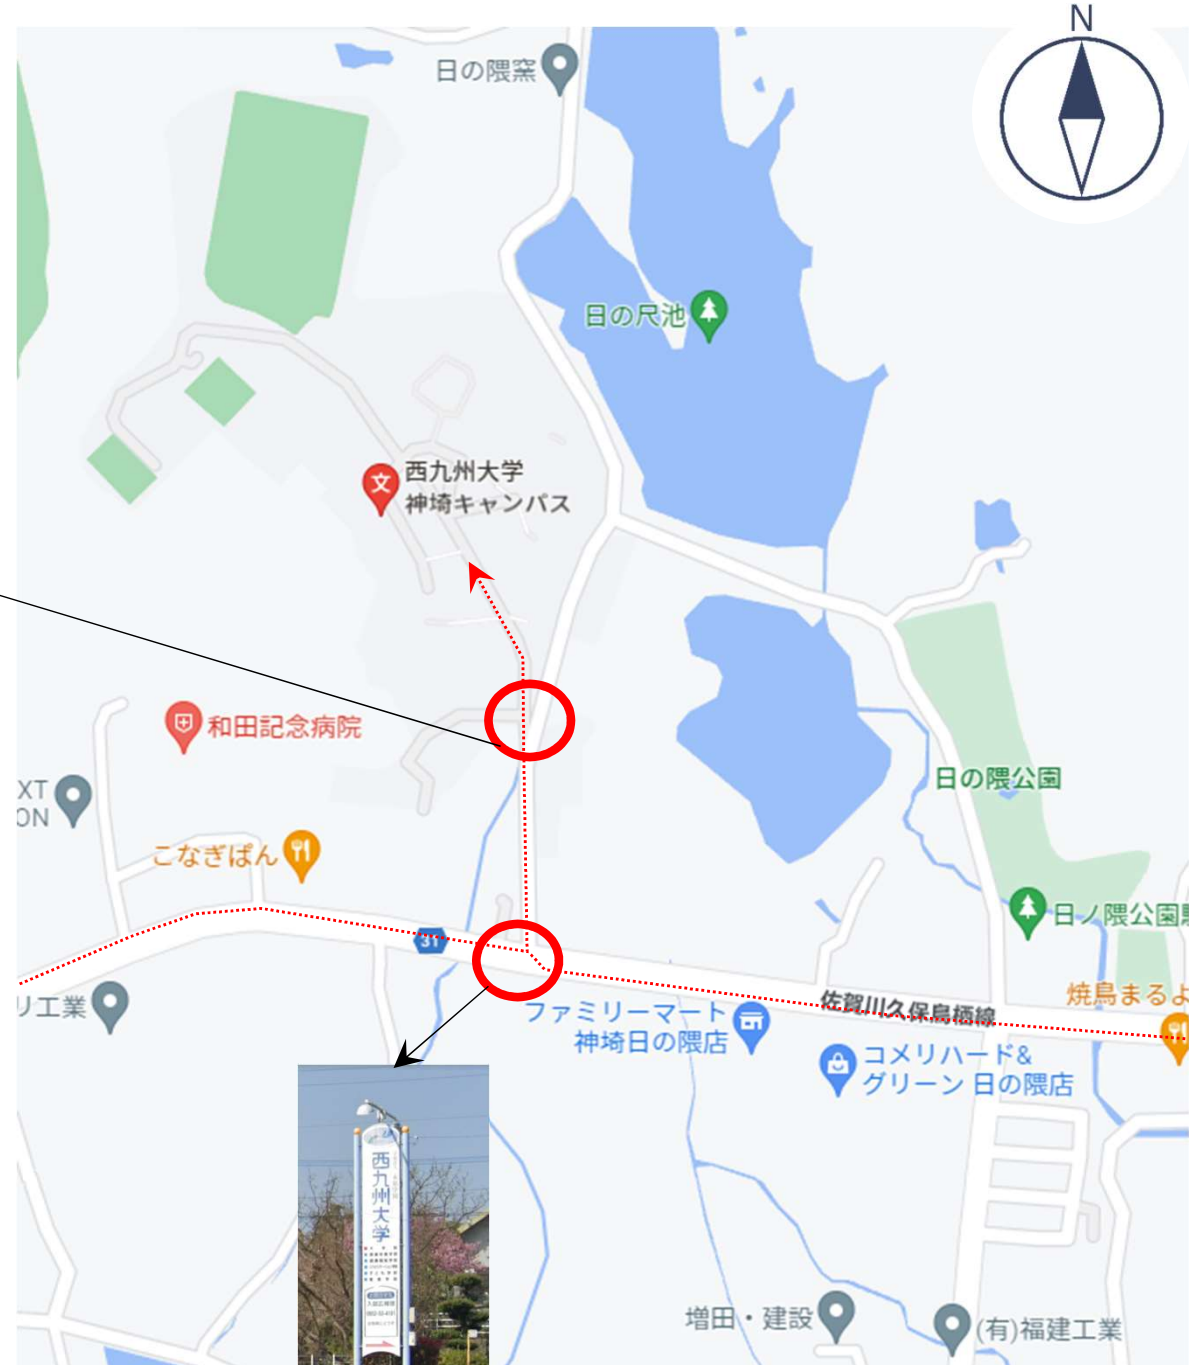 N
日の隈窯
日の尺池
西九州大学
神埼キャンパス
和田記念病院
XT
ON
日の隈公園
こなぎぱん
日ノ隈公園
31
リ工業
ファミリーマート
神埼日の隈店
佐賀川久保鳥栖線
焼鳥まるよ
コメリハード&
グリーン 日の隈店
西九州大学
増田・建設
(有)福建工業